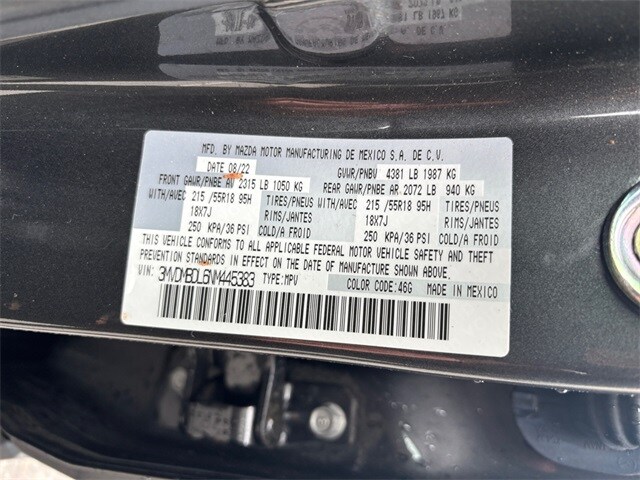 MFD. BY MAZDA MOTOR MANUFACTURING DE MEXICO S.A. DE C.V.
DATE 08/22 GVWR/PNBV 4381 LB 1987 KG
FRONT GAWR/PNBE AV 2315 LB 1050 KG REAR GAWR/PNBE AR 2072 LB 940 KG
WITH/AVEC 215 /55R18 95H TIRES/PNEUS WITH/AVEC 215 /55R18 95H TIRES/PNEUS
18X7J RIMS/JANTES 18X7J RIMS/JANTES
250 KPA/36 PSI COLD/A FROID 250 KPA/36 PSI COLD/A FROID
THIS VEHICLE CONFORMS TO ALL APPLICABLE FEDERAL MOTOR VEHICLE SAFETY AND THEFT
PREVENTION STANDARDS IN EFFECT ON THE DATE OF MANUFACTURE SHOWN ABOVE.
VIN: 3MVDMBDL6NM445383 TYPE:MPV
COLOR CODE:46G MADE IN MEXICO